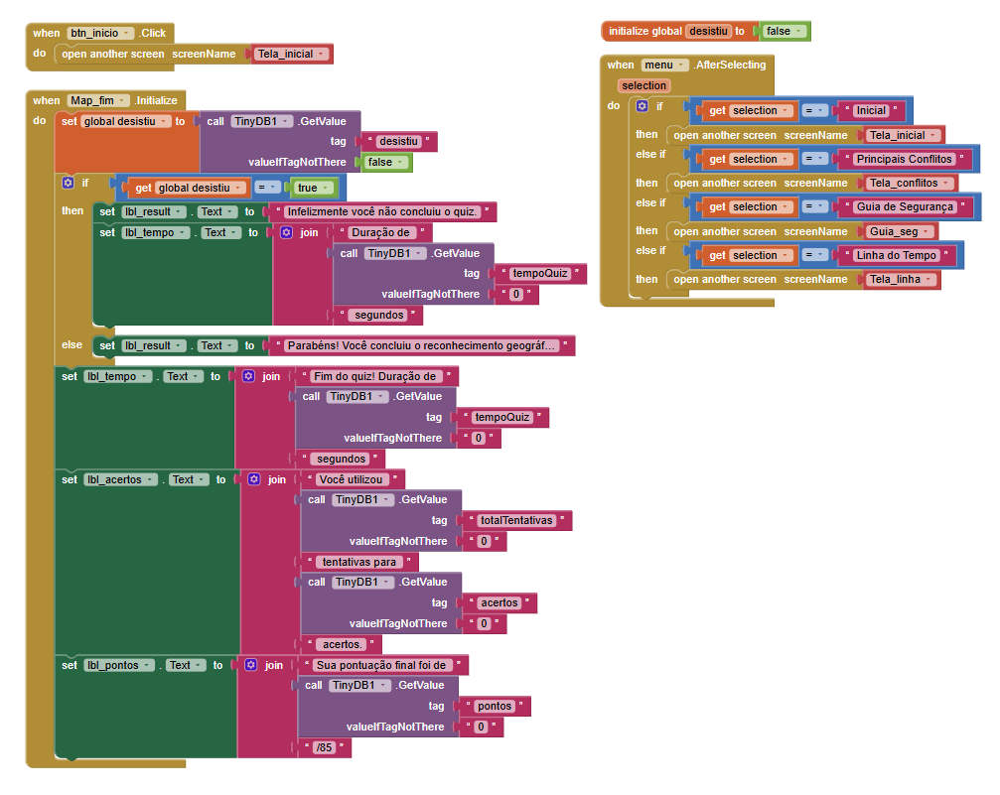 when btn_inicio .Click
do open another screen screenName Tela_inicial
when Map_fim .Initialize
do set global desistiu to call TinyDB1 .GetValue
tag " desistiu "
valueIfTagNotThere false
if get global desistiu = true
then set lbl_result . Text to " Infelizmente você não concluiu o quiz. "
set lbl_tempo . Text to join " Duração de "
call TinyDB1 .GetValue
tag " tempoQuiz "
valueIfTagNotThere " 0 "
" segundos "
else set lbl_result . Text to " Parabéns! Você concluiu o reconhecimento geográf... "
set lbl_tempo . Text to join " Fim do quiz! Duração de "
call TinyDB1 .GetValue
tag " tempoQuiz "
valueIfTagNotThere " 0 "
" segundos "
set lbl_acertos . Text to join " Você utilizou "
call TinyDB1 .GetValue
tag " totalTentativas "
valueIfTagNotThere " 0 "
" tentativas para "
call TinyDB1 .GetValue
tag " acertos "
valueIfTagNotThere " 0 "
" acertos. "
set lbl_pontos . Text to join " Sua pontuação final foi de "
call TinyDB1 .GetValue
tag " pontos "
valueIfTagNotThere " 0 "
" /85 "
initialize global desistiu to false
when menu .AfterSelecting
selection
do if get selection = " Inicial "
then open another screen screenName Tela_inicial
else if get selection = " Principais Conflitos "
then open another screen screenName Tela_conflitos
else if get selection = " Guia de Segurança "
then open another screen screenName Guia_seg
else if get selection = " Linha do Tempo "
then open another screen screenName Tela_linha